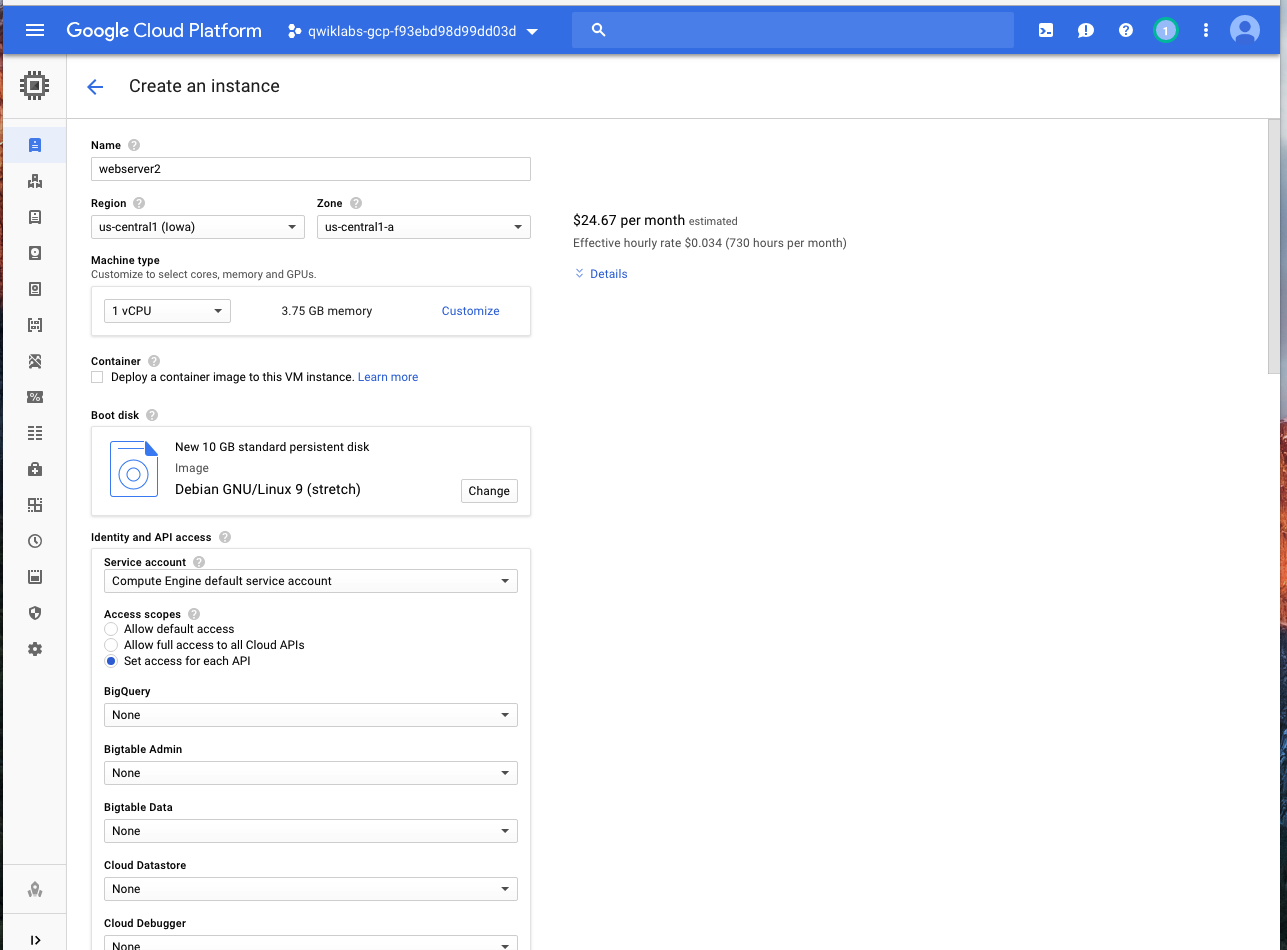 Google Cloud Platform
qwiklabs-gcp-f93ebd98d99dd03d
1
Create an instance
Name
webserver2
Region
Zone
us-central1 (Iowa)
us-central1-a
$24.67 per month estimated
Effective hourly rate $0.034 (730 hours per month)
Details
Machine type
Customize to select cores, memory and GPUs.
1 vCPU
3.75 GB memory
Customize
Container
Deploy a container image to this VM instance. Learn more
Boot disk
New 10 GB standard persistent disk
Image
Debian GNU/Linux 9 (stretch)
Change
Identity and API access
Service account
Compute Engine default service account
Access scopes
Allow default access
Allow full access to all Cloud APIs
Set access for each API
BigQuery
None
Bigtable Admin
None
Bigtable Data
None
Cloud Datastore
None
Cloud Debugger
None